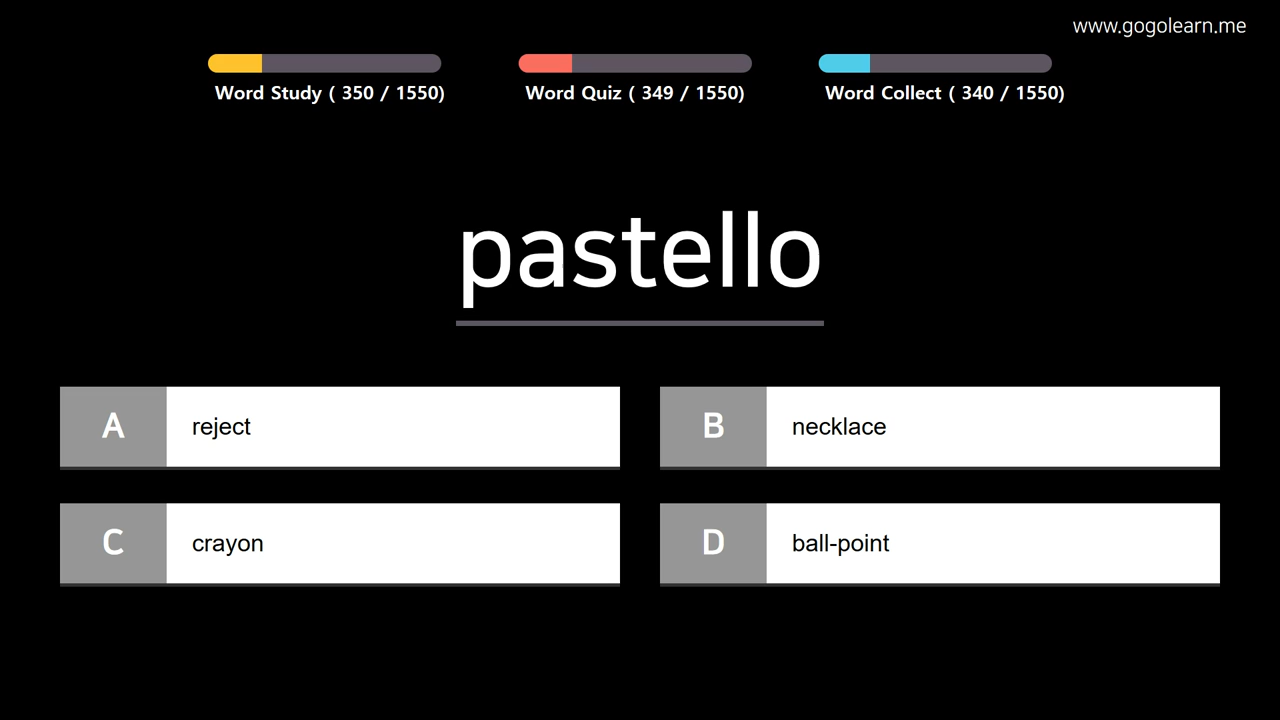 www.gogolearn.me
Word Study ( 350 / 1550)
Word Quiz ( 349 / 1550)
Word Collect ( 340 / 1550)
pastello
A reject
B necklace
C crayon
D ball-point